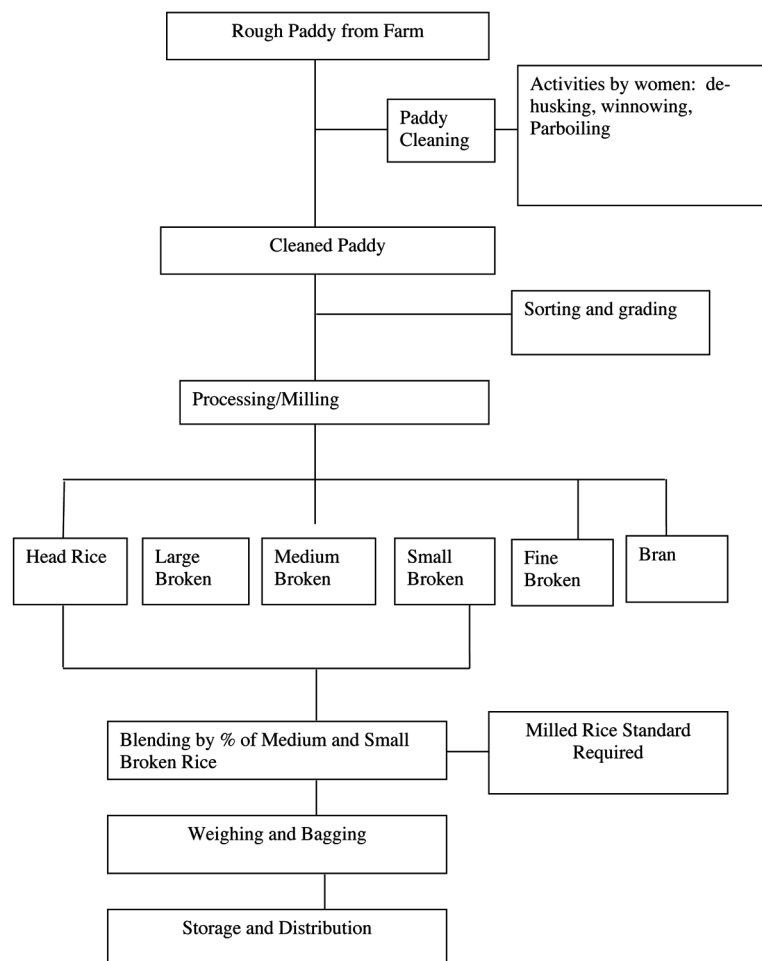 Rough Paddy from Farm
Activities by women:  de-
husking, winnowing,
Parboiling
Paddy
Cleaning
Cleaned Paddy
Sorting and grading
Processing/Milling
Head Rice
Large
Broken
Medium
Broken
Small
Broken
Fine
Broken
Bran
Blending by % of Medium and Small
Broken Rice
Milled Rice Standard
Required
Weighing and Bagging
Storage and Distribution